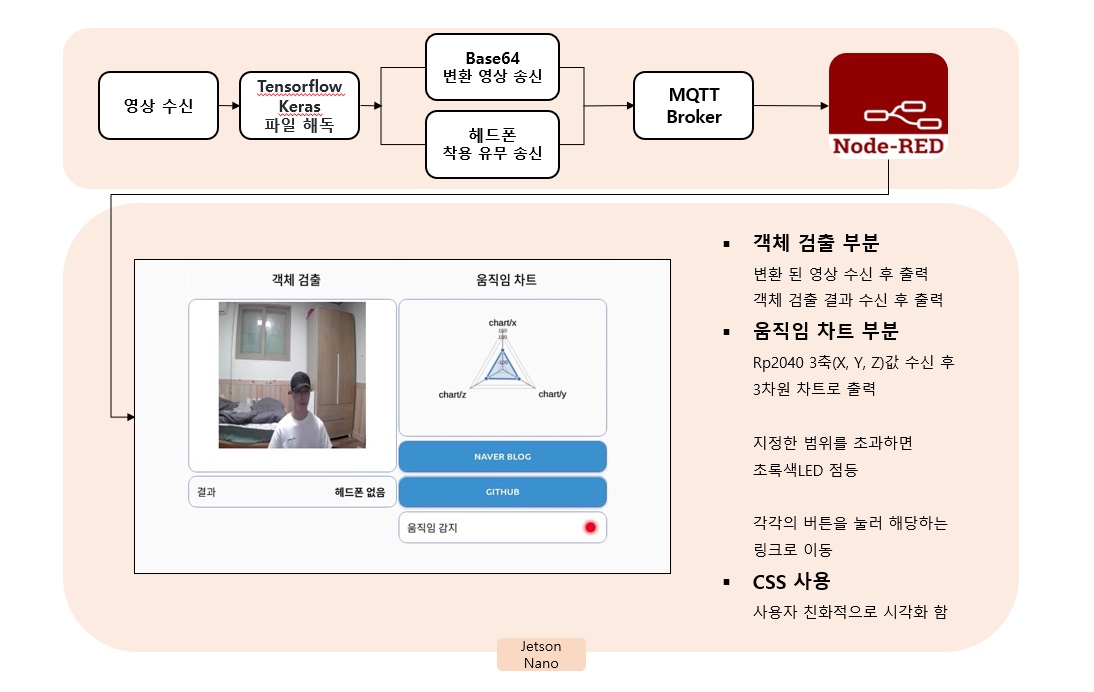 영상 수신
Tensorflow
Keras
파일 해독
Base64
변환 영상 송신
헤드폰
착용 유무 송신
MQTT
Broker
Node-RED
객체 검출
움직임 차트
chart/x
chart/z
chart/y
NAVER BLOG
결과
헤드폰 없음
GITHUB
움직임 감지
▪ 객체 검출 부분
변환 된 영상 수신 후 출력
객체 검출 결과 수신 후 출력
▪ 움직임 차트 부분
Rp2040 3축(X, Y, Z)값 수신 후
3차원 차트로 출력
지정한 범위를 초과하면
초록색LED 점등
각각의 버튼을 눌러 해당하는
링크로 이동
▪ CSS 사용
사용자 친화적으로 시각화 함
Jetson
Nano